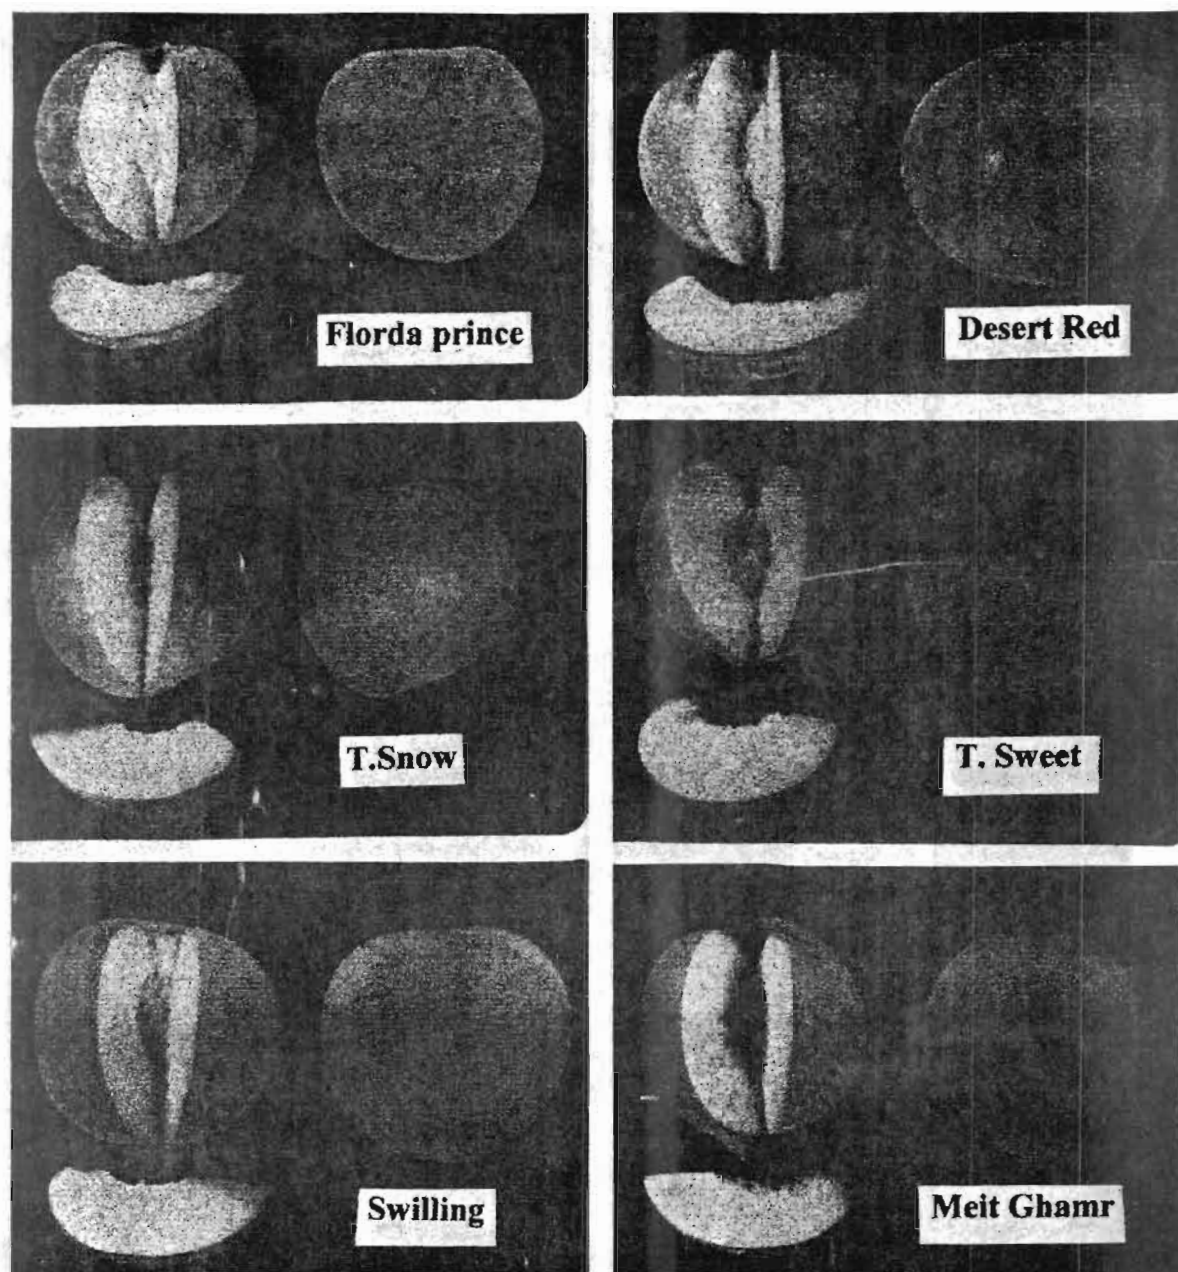 Florda prince
Desert Red
T.Snow
T. Sweet
Swilling
Meit Ghamr